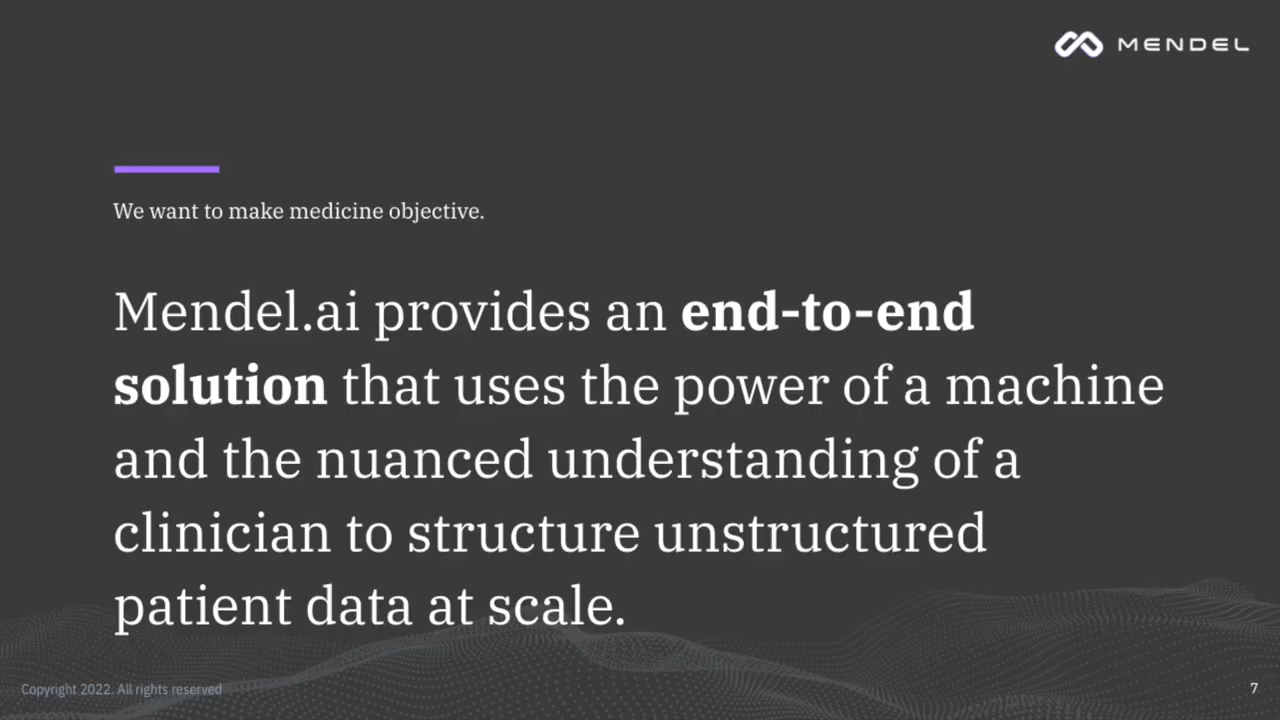 MENDEL
We want to make medicine objective.
Mendel.ai provides an end-to-end
solution that uses the power of a machine
and the nuanced understanding of a
clinician to structure unstructured
patient data at scale.
Copyright 2022. All rights reserved
7